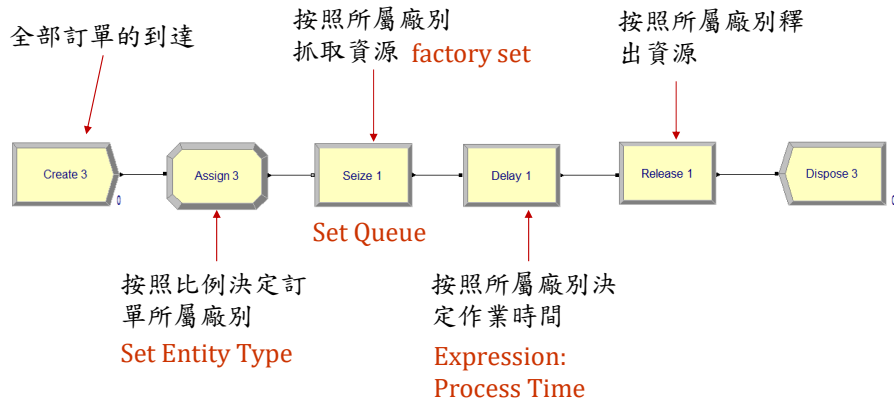 全部訂單的到達
按照所屬廠別
抓取資源 factory set
按照所屬廠別釋
出資源
Create 3
0
Assign 3
Seize 1
Delay 1
Release 1
Dispose 3
0
Set Queue
按照比例決定訂
單所屬廠別
Set Entity Type
按照所屬廠別決
定作業時間
Expression:
Process Time